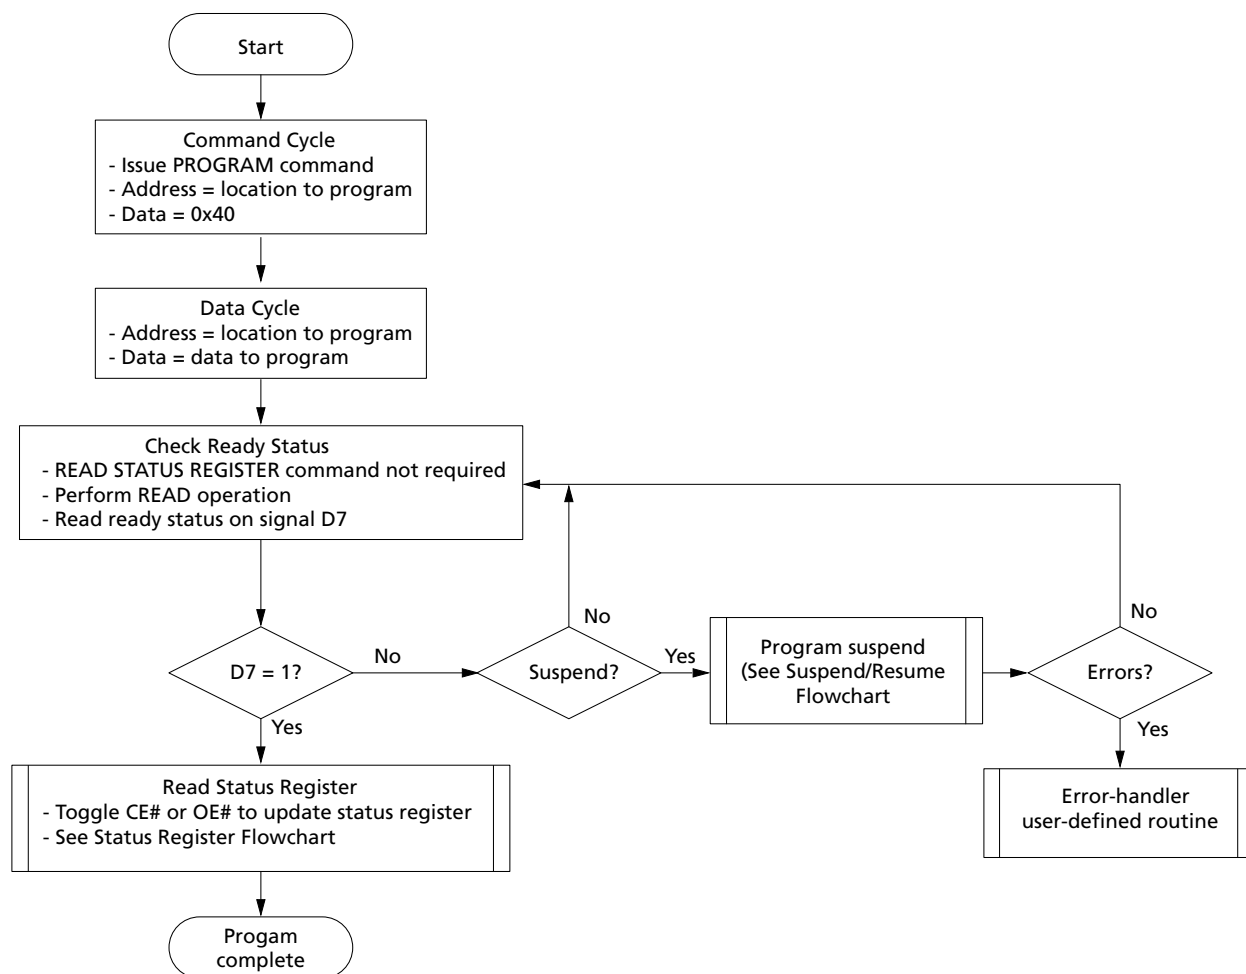 Start
Command Cycle
- Issue PROGRAM command
- Address = location to program
- Data = 0x40
Data Cycle
- Address = location to program
- Data = data to program
Check Ready Status
- READ STATUS REGISTER command not required
- Perform READ operation
- Read ready status on signal D7
D7 = 1?
No
Suspend?
No
Yes
Program suspend
(See Suspend/Resume
Flowchart
Errors?
No
Yes
Error-handler
user-defined routine
Yes
Read Status Register
- Toggle CE# or OE# to update status register
- See Status Register Flowchart
Progam
complete